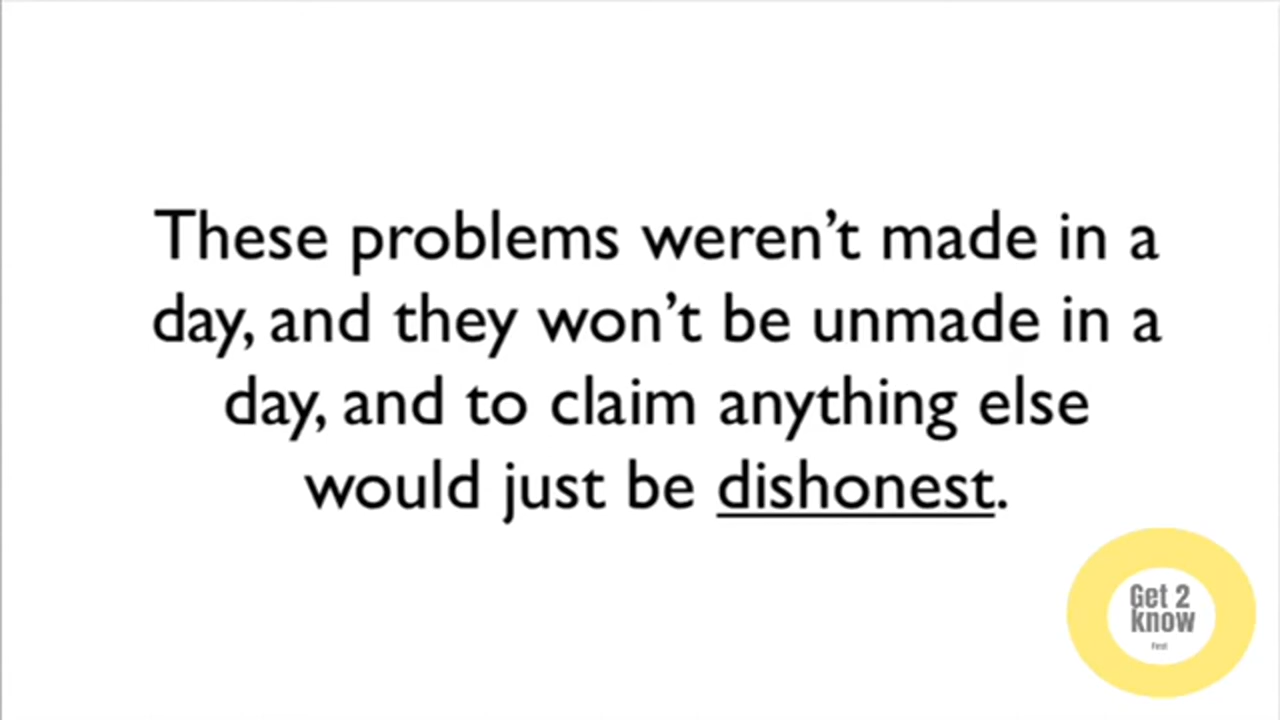 These problems weren’t made in a
day, and they won’t be unmade in a
day, and to claim anything else
would just be dishonest.
Get 2
know
First